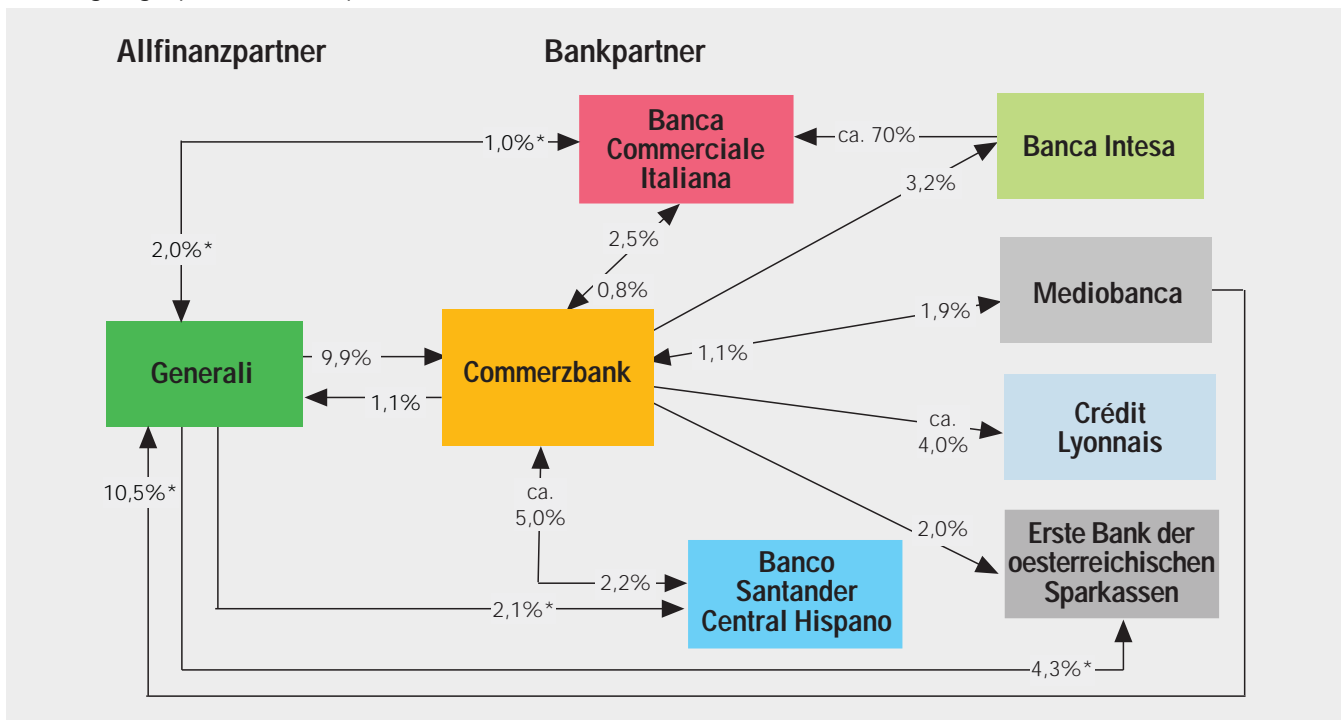 Allfinanzpartner
Bankpartner
Banca
Commerciale
Italiana
Banca Intesa
1,0%*
ca. 70%
3,2%
2,0%*
2,5%
0,8%
Mediobanca
1,9%
1,1%
Generali
9,9%
1,1%
Commerzbank
Crédit
Lyonnais
ca.
4,0%
10,5%*
ca.
5,0%
2,0%
Erste Bank der
oesterreichischen
Sparkassen
Banco
Santander
Central Hispano
2,2%
2,1%*
4,3%*